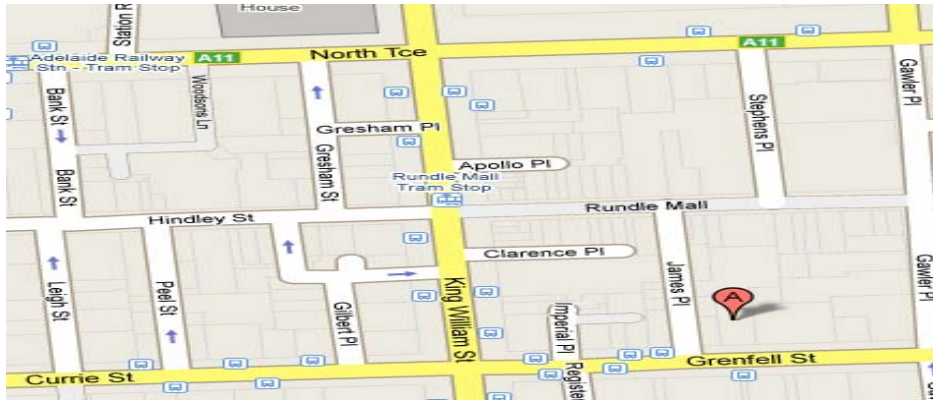 House
Station R
North Tce
A11
A11
Adelaide Railway
Stn - Tram Stop
Woodsons Ln
Bank St
Bank St
Gresham Pl
Gresham St
Apollo Pl
Rundle Mall
Tram Stop
Stephens Pl
Gawler Pl
Hindley St
Rundle Mall
Clarence Pl
Leigh St
Peel St
Gilbert Pl
King William St
Imperial Pl
James Pl
A
Gawler Pl
Currie St
Grenfell St
Register